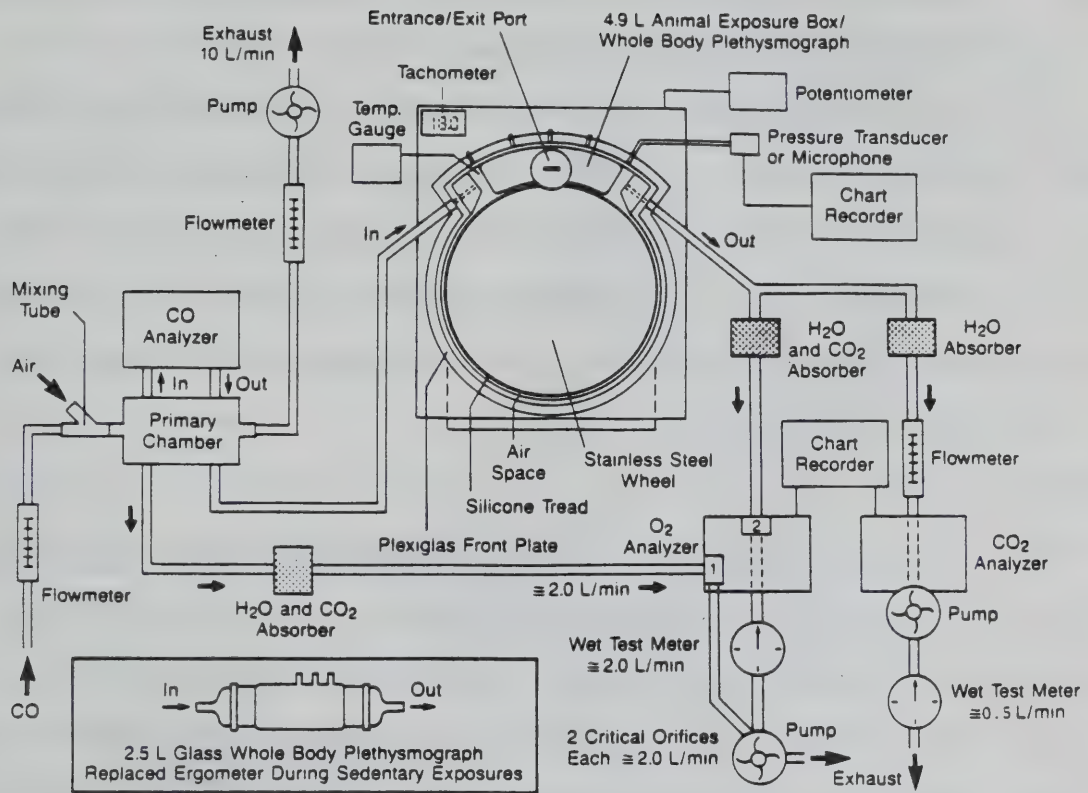 Entrance/Exit Port
4.9 L Animal Exposure Box/
Whole Body Plethysmograph
Exhaust
10 L/min
Tachometer
Pump
Temp.
Gauge
180
Potentiometer
Pressure Transducer
or Microphone
Chart
Recorder
Flowmeter
In
Out
Mixing
Tube
CO
Analyzer
H2O
and CO2
Absorber
H2O
Absorber
Air
In
Out
Primary
Chamber
Air
Space
Stainless Steel
Wheel
Chart
Recorder
Flowmeter
Silicone Tread
O2
Analyzer
2
Plexiglas Front Plate
1
CO2
Analyzer
≅2.0 L/min
Flowmeter
H2O and CO2
Absorber
Pump
Wet Test Meter
≅2.0 L/min
In
Out
Wet Test Meter
≅0.5 L/min
CO
2.5 L Glass Whole Body Plethysmograph
Replaced Ergometer During Sedentary Exposures
2 Critical Orifices
Each ≅2.0 L/min
Pump
Exhaust